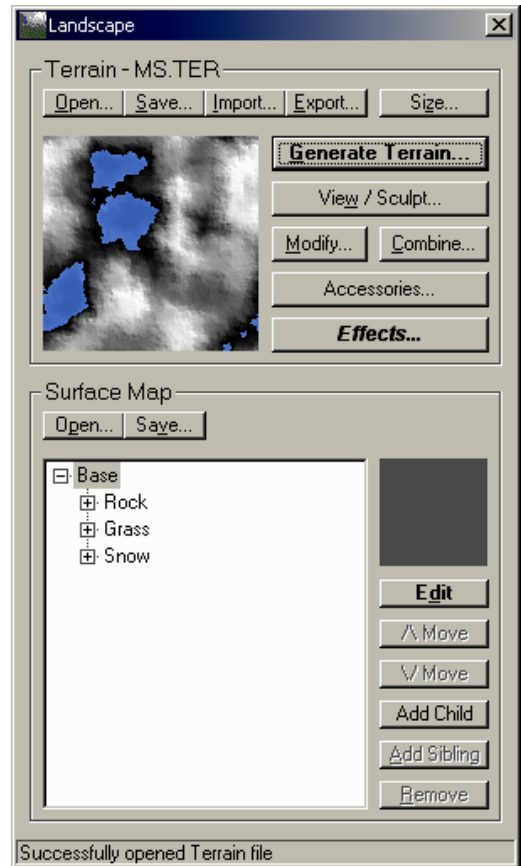 Landscape
Terrain - MS.TER
Open... Save... Import... Export... Size...
Generate Terrain...
View / Sculpt...
Modify... Combine...
Accessories...
Effects...
Surface Map
Open... Save...
Base
Rock
Grass
Snow
Edit
/\ Move
\/ Move
Add Child
Add Sibling
Remove
Successfully opened Terrain file